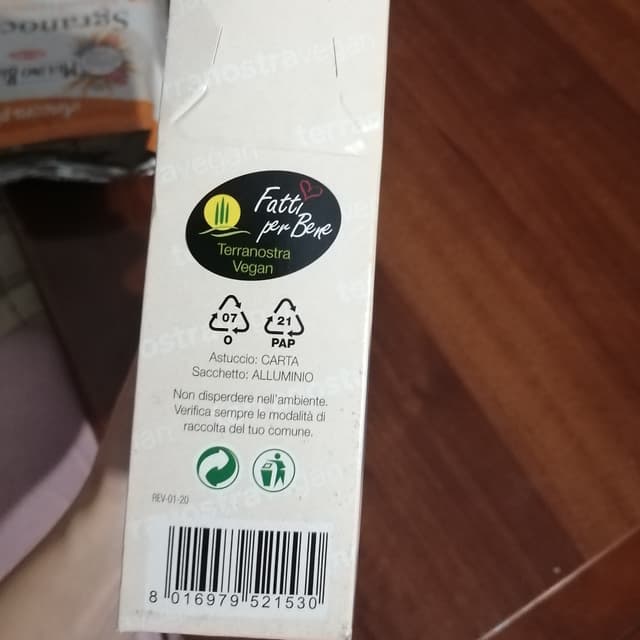 Sgranoc
Fatti
per Bene
Terranostra
Vegan
07
O
21
PAP
Astuccio: CARTA
Sacchetto: ALLUMINIO
Non disperdere nell'ambiente.
Verifica sempre le modalità di
raccolta del tuo comune.
REV-01-20
8 016979 521530